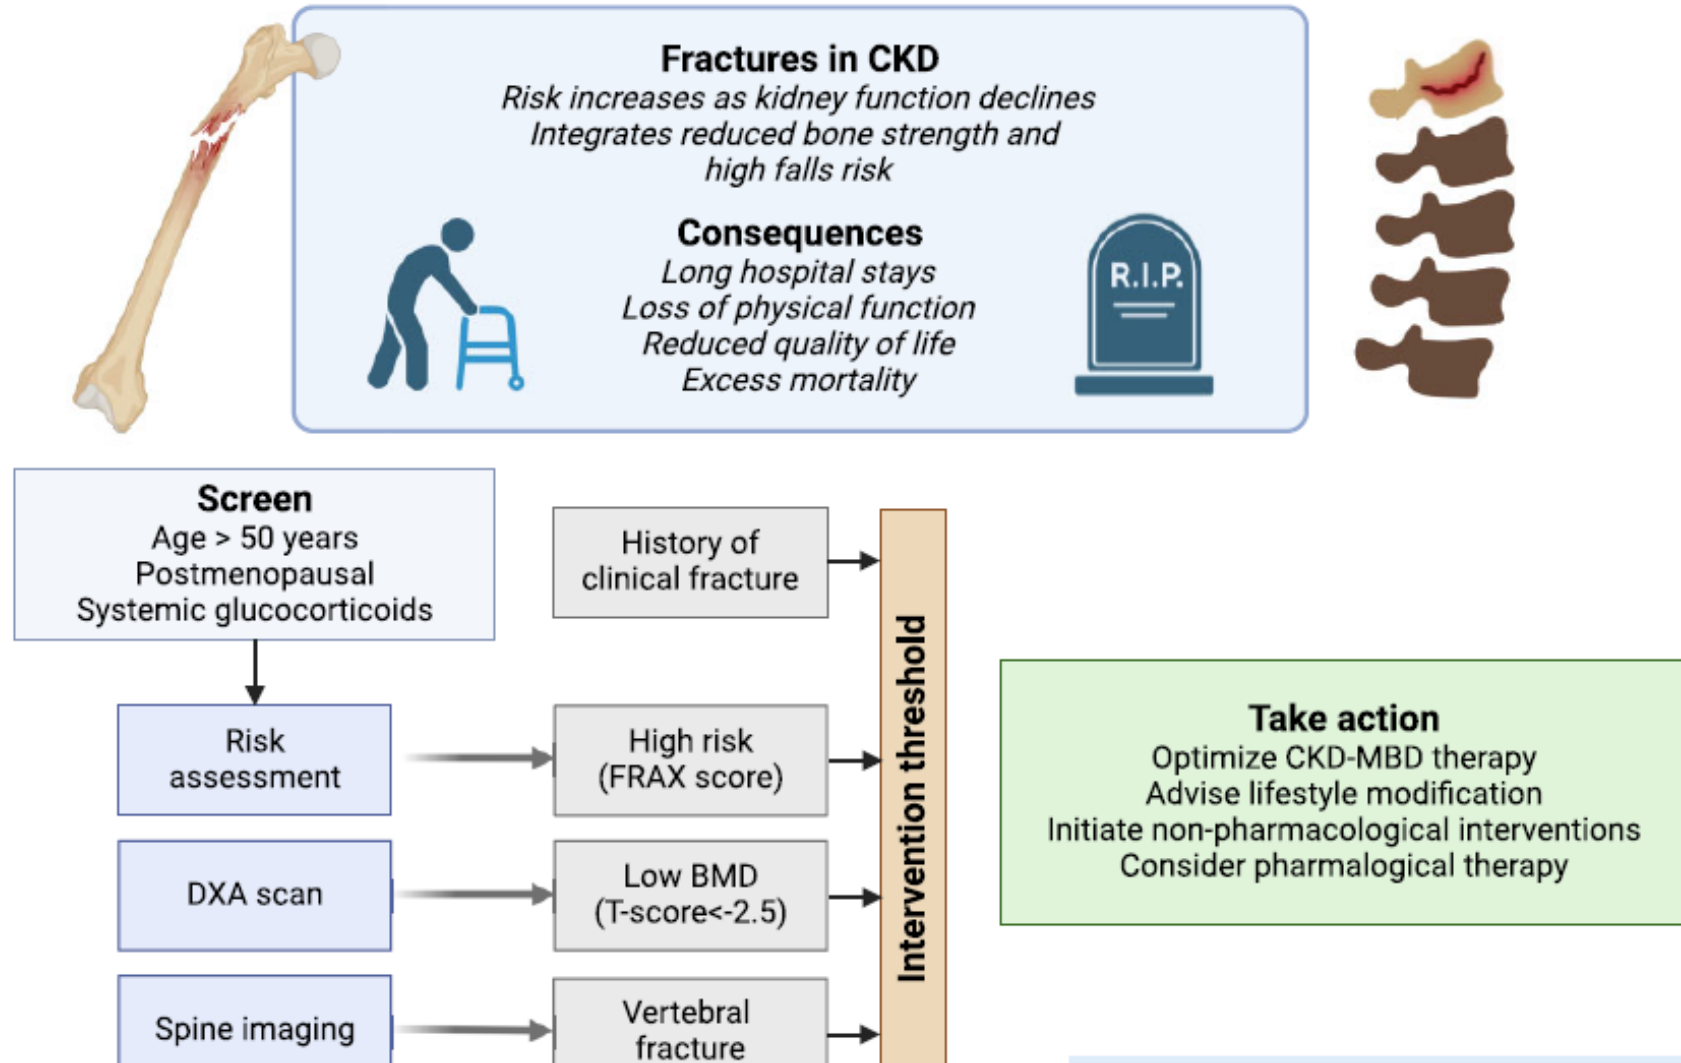 Fractures in CKD
Risk increases as kidney function declines
Integrates reduced bone strength and
high falls risk
Consequences
Long hospital stays
Loss of physical function
Reduced quality of life
Excess mortality
R.I.P.
Screen
Age > 50 years
Postmenopausal
Systemic glucocorticoids
History of
clinical fracture
Risk
assessment
High risk
(FRAX score)
DXA scan
Low BMD
(T-score<-2.5)
Spine imaging
Vertebral
fracture
Intervention threshold
Take action
Optimize CKD-MBD therapy
Advise lifestyle modification
Initiate non-pharmacological interventions
Consider pharmalogical therapy